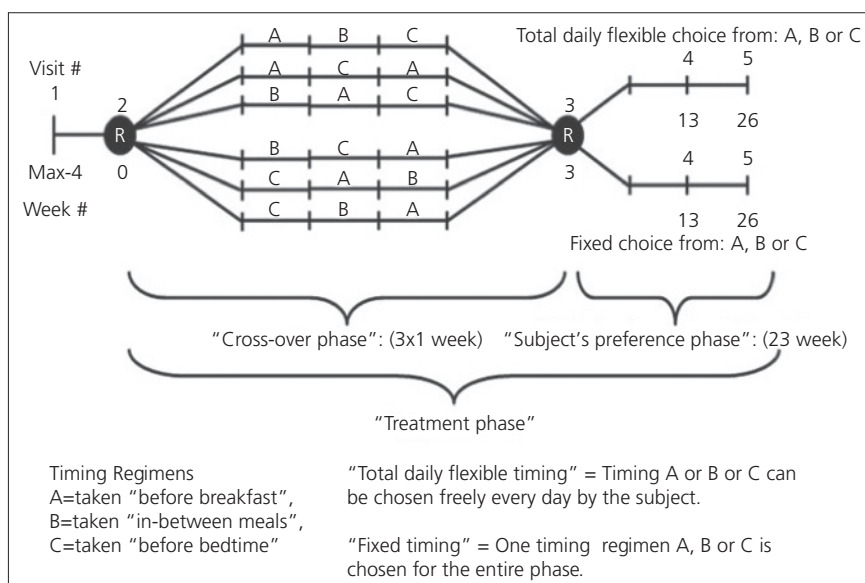 A B C
Total daily flexible choice from: A, B or C
Visit #
A C A
4 5
1
2
B A C
3
R
R
13 26
B C A
4 5
Max-4
0
C A B
3
Week #
C B A
13 26
Fixed choice from: A, B or C
“Cross-over phase”: (3x1 week)
“Subject’s preference phase”: (23 week)
“Treatment phase”
Timing Regimens
A=taken “before breakfast”,
B=taken “in-between meals”,
C=taken “before bedtime”
“Total daily flexible timing” = Timing A or B or C can
be chosen freely every day by the subject.
“Fixed timing” = One timing regimen A, B or C is
chosen for the entire phase.